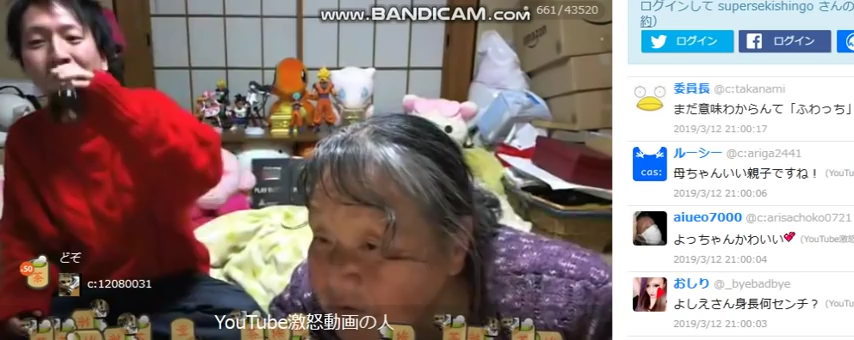 www.BANDICAM.com
661/43520
どぞ
50
茶
c:12080031
YouTube激怒動画の人
ログインして supersekishingo さんの
約）
ログイン
ログイン
委員長 @c:takanami
まだ意味わからんて「ふわっち」
2019/3/12 21:00:17
cas:
ルーシー @c:ariga2441
母ちゃんいい親子ですね！ (YouTu
2019/3/12 21:00:06
aiueo7000 @c:arisachoko0721
よっちゃんかわいい💕 (YouTube激怒
2019/3/12 21:00:04
おしり @_byebadbye
よしえさん身長何センチ？ (YouTu
2019/3/12 21:00:03